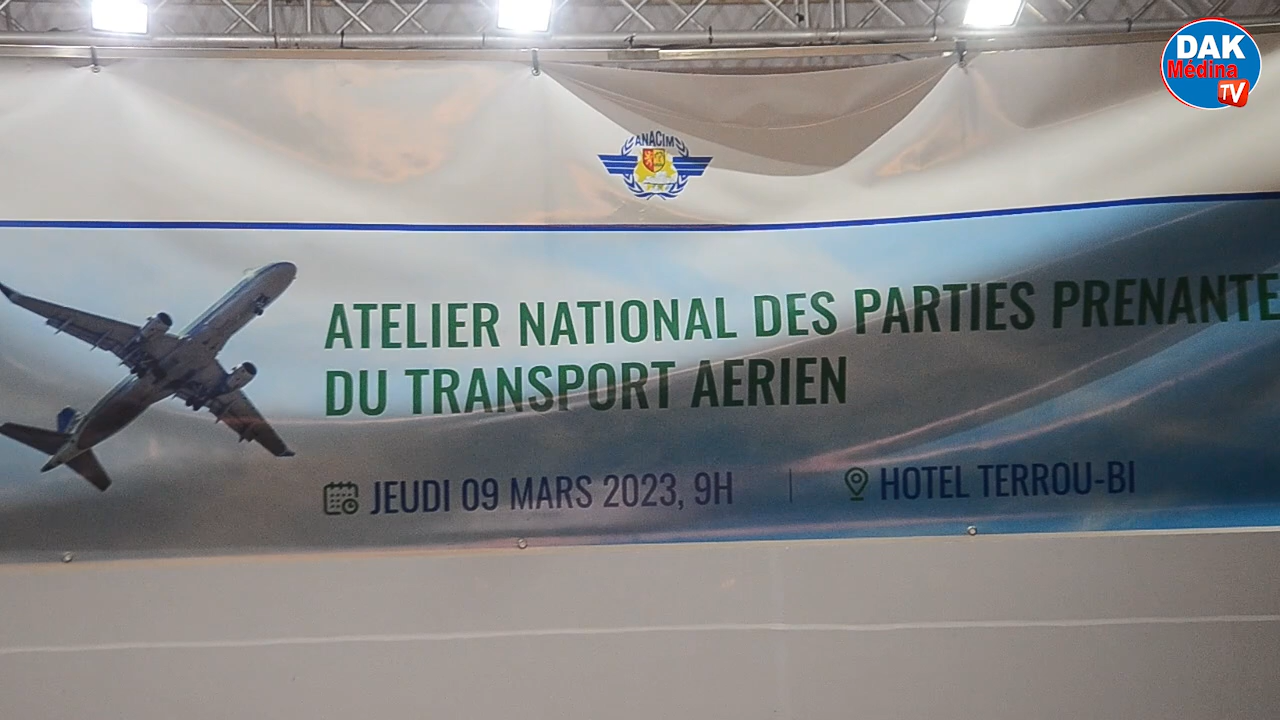 DAK
Médina
TV
ANACIM
ATELIER NATIONAL DES PARTIES PRENANTE
DU TRANSPORT AERIEN
JEUDI 09 MARS 2023, 9H
HOTEL TERROU-BI